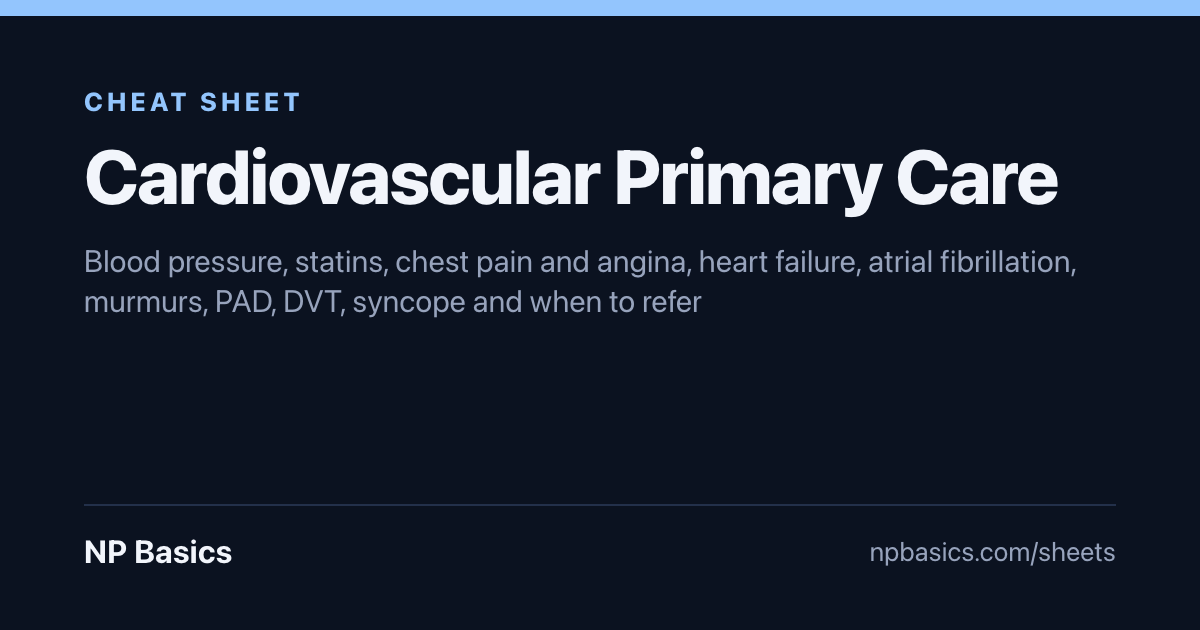 CHEAT SHEET
Cardiovascular Primary Care
Blood pressure, statins, chest pain and angina, heart failure, atrial fibrillation,
murmurs, PAD, DVT, syncope and when to refer
NP Basics
npbasics.com/sheets